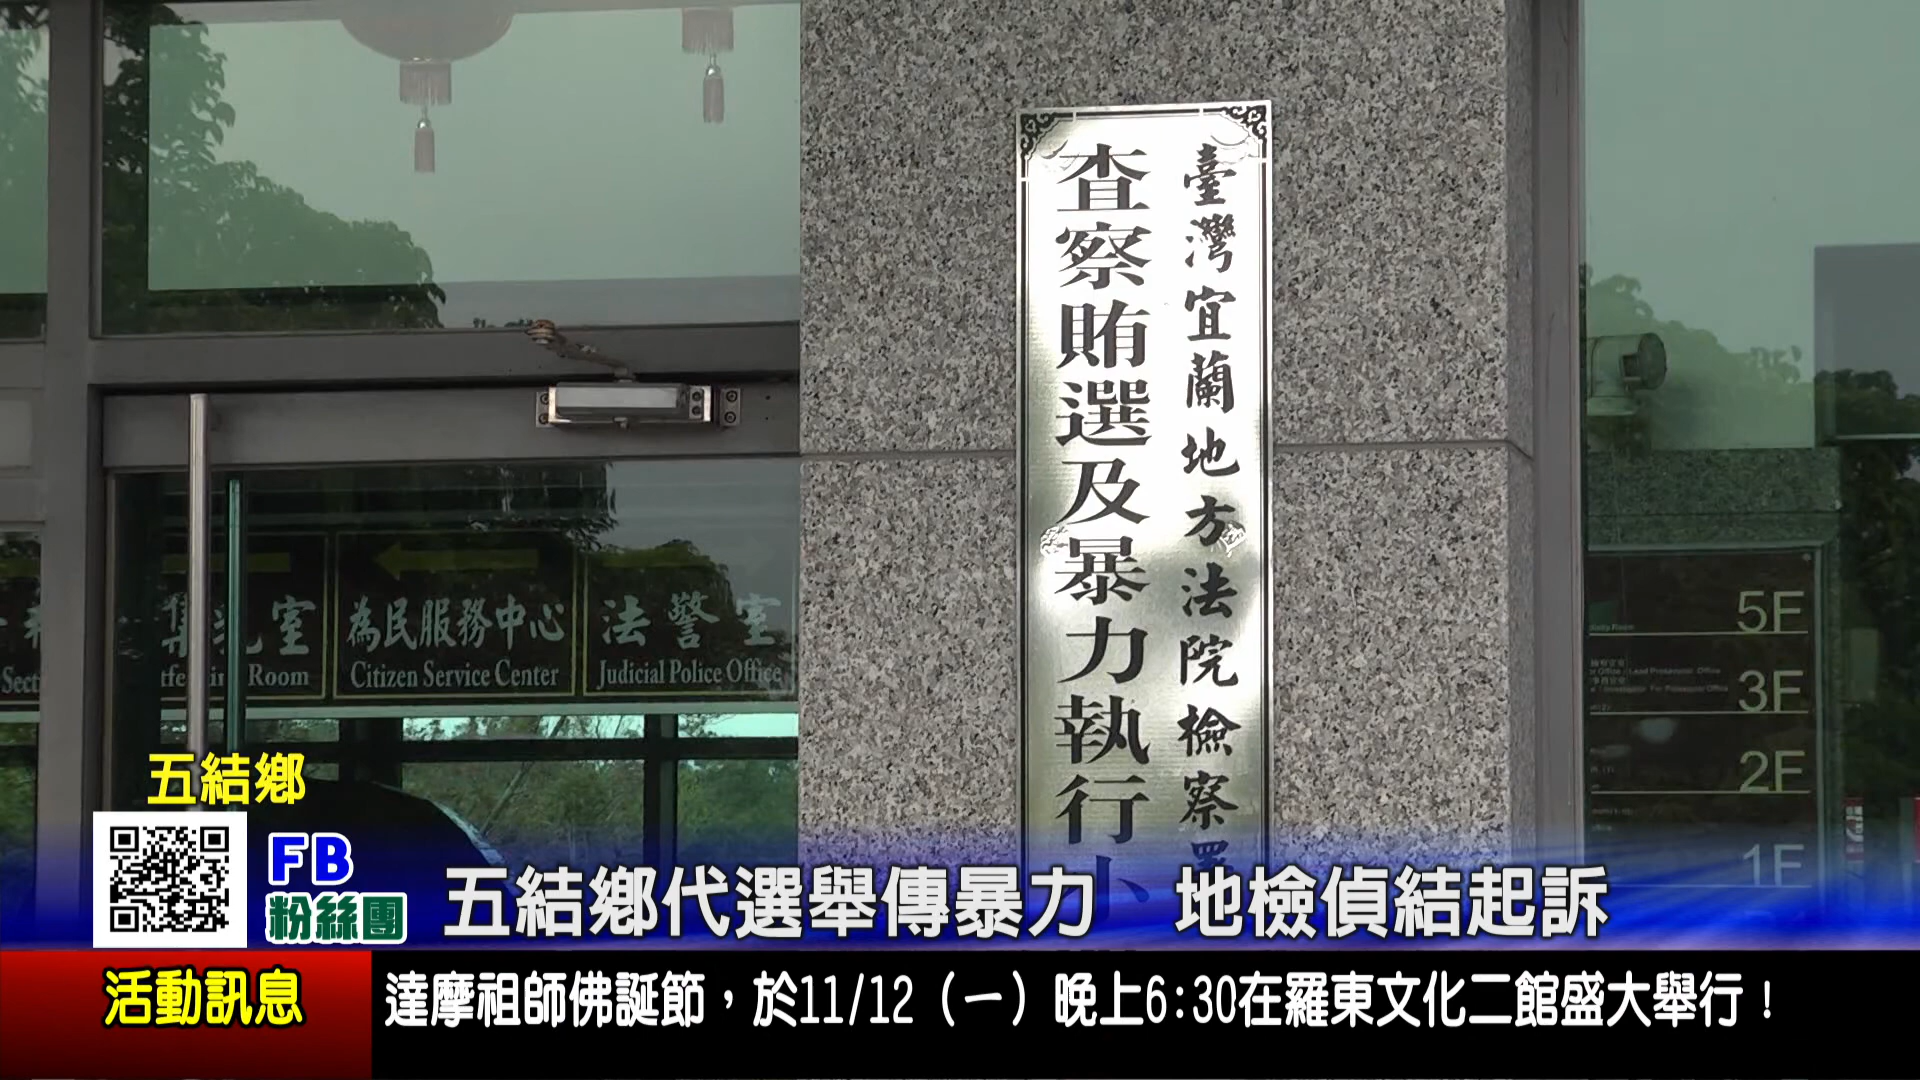 臺灣宜蘭地方法院檢察署
查察賄選及暴力執行小
為民服務中心
Citizen Service Center
法警室
Judicial Police Office
Room
5F
3F
2F
1F
五結鄉
FB
粉絲團
五結鄉代選舉傳暴力 地檢偵結起訴
活動訊息
達摩祖師佛誕節，於11/12（一）晚上6:30在羅東文化二館盛大舉行！